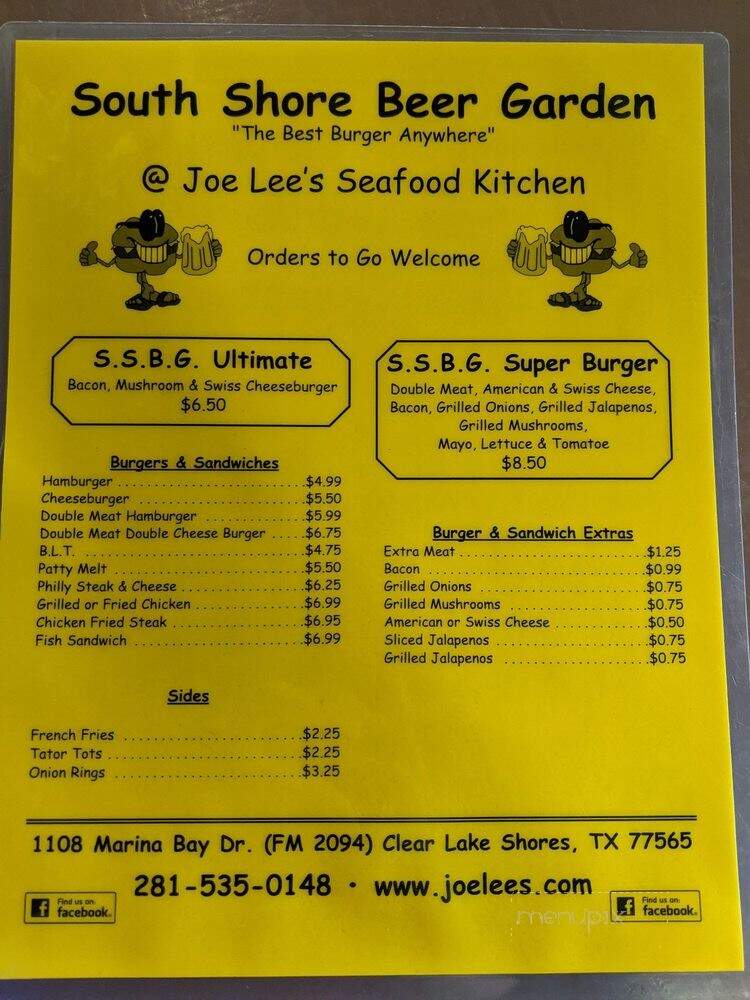 South Shore Beer Garden
"The Best Burger Anywhere"
@ Joe Lee's Seafood Kitchen
Orders to Go Welcome
S.S.B.G. Ultimate
Bacon, Mushroom & Swiss Cheeseburger
$6.50
S.S.B.G. Super Burger
Double Meat, American & Swiss Cheese,
Bacon, Grilled Onions, Grilled Jalapenos,
Grilled Mushrooms,
Mayo, Lettuce & Tomatoe
$8.50
Burgers & Sandwiches
Hamburger $4.99
Cheeseburger $5.50
Double Meat Hamburger $5.99
Double Meat Double Cheese Burger $6.75
B.L.T. $4.75
Patty Melt $5.50
Philly Steak & Cheese $6.25
Grilled or Fried Chicken $6.99
Chicken Fried Steak $6.95
Fish Sandwich $6.99
Burger & Sandwich Extras
Extra Meat $1.25
Bacon $0.99
Grilled Onions $0.75
Grilled Mushrooms $0.75
American or Swiss Cheese $0.50
Sliced Jalapenos $0.75
Grilled Jalapenos $0.75
Sides
French Fries $2.25
Tator Tots $2.25
Onion Rings $3.25
1108 Marina Bay Dr. (FM 2094) Clear Lake Shores, TX 77565
281-535-0148 · www.joelees.com
Find us on:
facebook.
Find us on:
facebook.
menupix